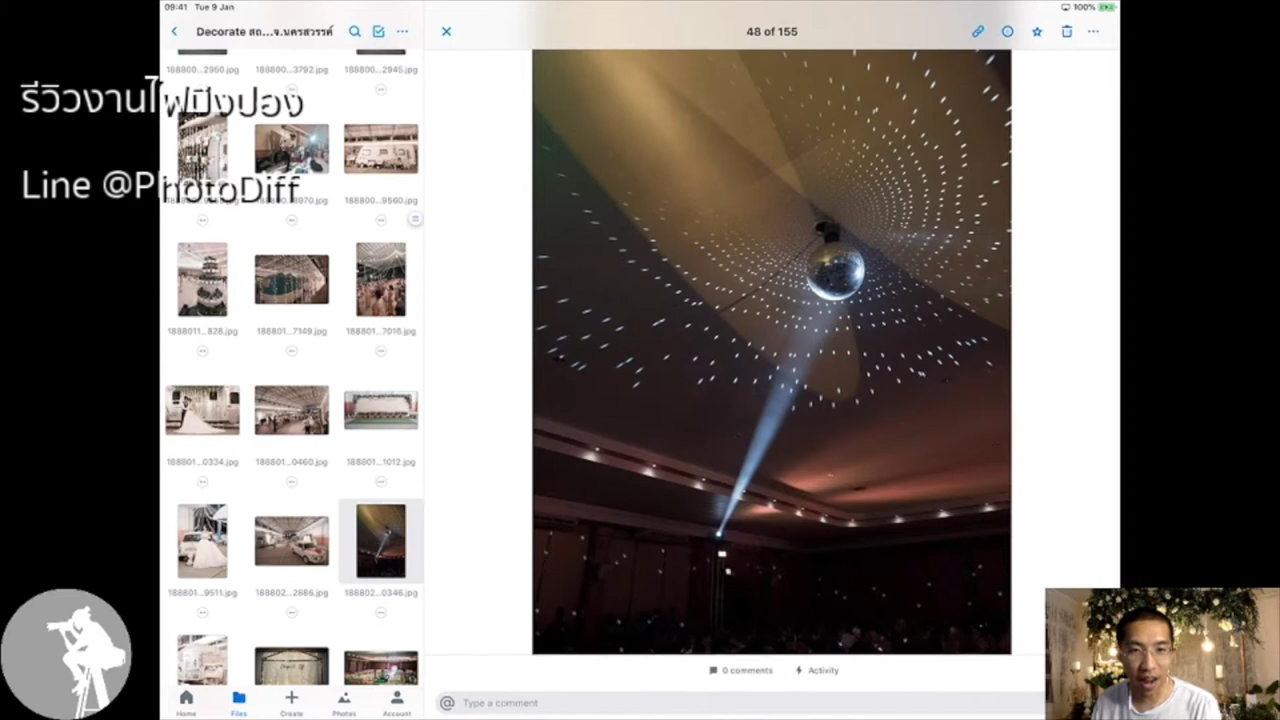 09:41 Tue 9 Jan
100%
Decorate สถ...จ.นครสวรรค์
48 of 155
188800...2950.jpg
188800...3792.jpg
188800...2945.jpg
รีวิวงานไฟปิงปอง
Line @PhotoDiff
8970.jpg
188800...9560.jpg
1888011...828.jpg
188801...7149.jpg
188801...7016.jpg
188801...0334.jpg
188801...0460.jpg
188801...1012.jpg
188801...9511.jpg
188802...2886.jpg
188802...0346.jpg
0 comments
Activity
Type a comment
Home
Files
Create
Photos
Account